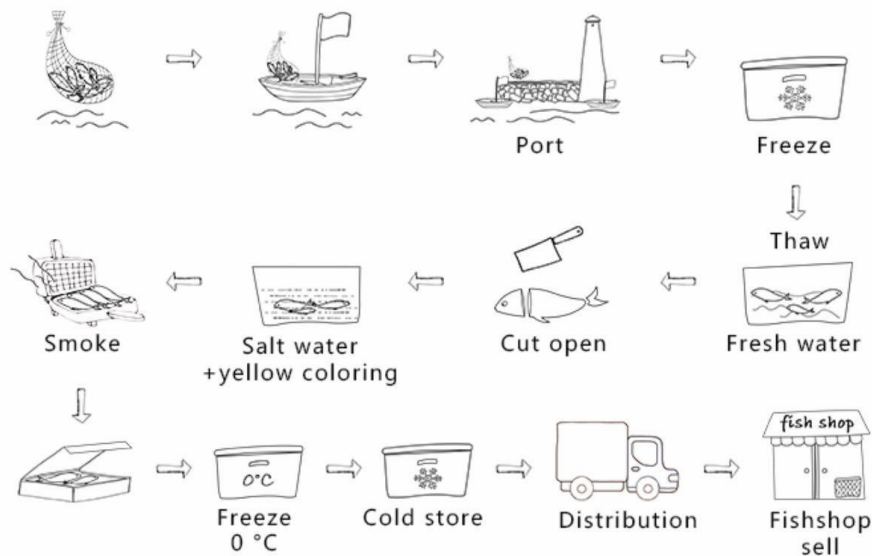 Port
Freeze
Thaw
Smoke
Salt water
+yellow coloring
Cut open
Fresh water
0°C
fish shop
Freeze
0 °C
Cold store
Distribution
Fishshop
sell